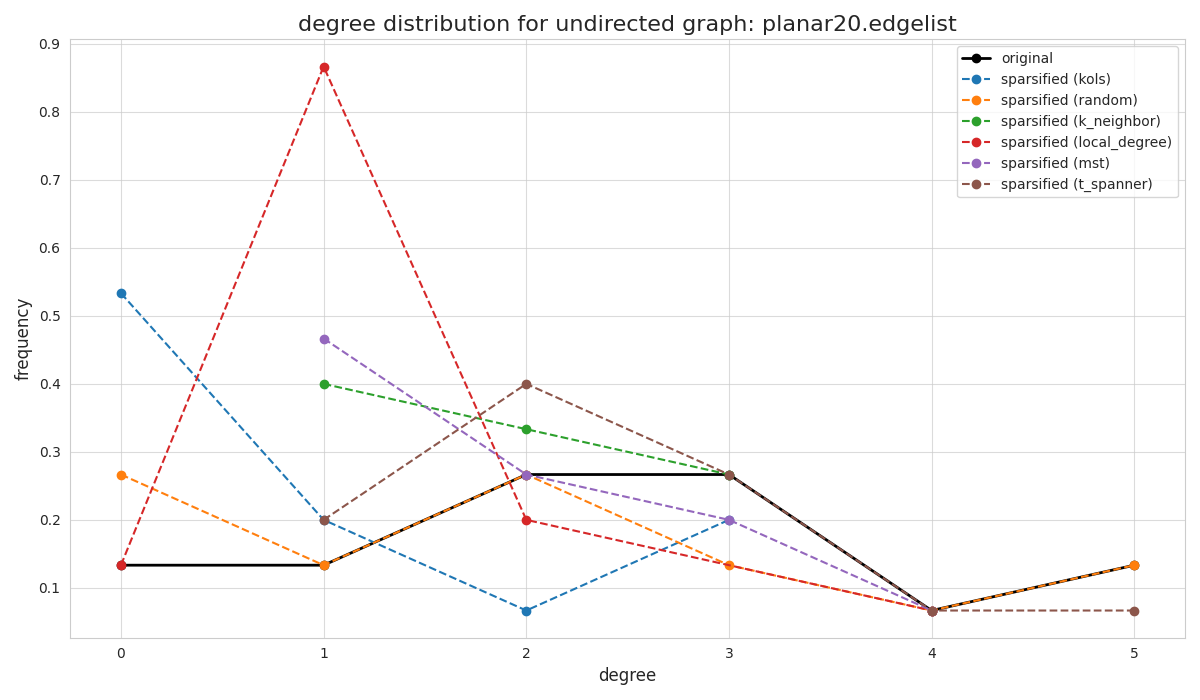 degree distribution for undirected graph: planar20.edgelist
original
sparsified (kols)
sparsified (random)
sparsified (k_neighbor)
sparsified (local_degree)
sparsified (mst)
sparsified (t_spanner)
frequency
0.9
0.8
0.7
0.6
0.5
0.4
0.3
0.2
0.1
0 1 2 3 4 5
degree